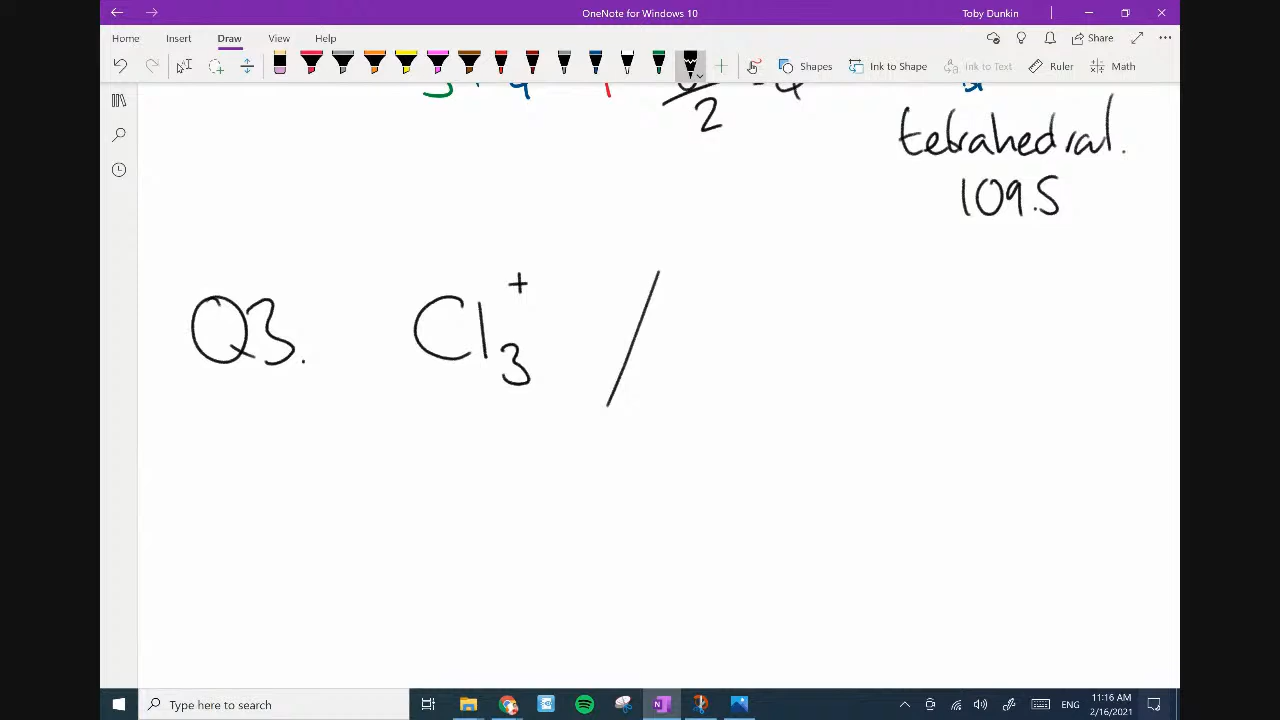 OneNote for Windows 10
Toby Dunkin
Home Insert Draw View Help
Share
Shapes Ink to Shape Ink to Text Ruler Math
2
tetrahedral.
109.5
Q3. Cl3+ /
Type here to search
ENG
11:16 AM
2/16/2021